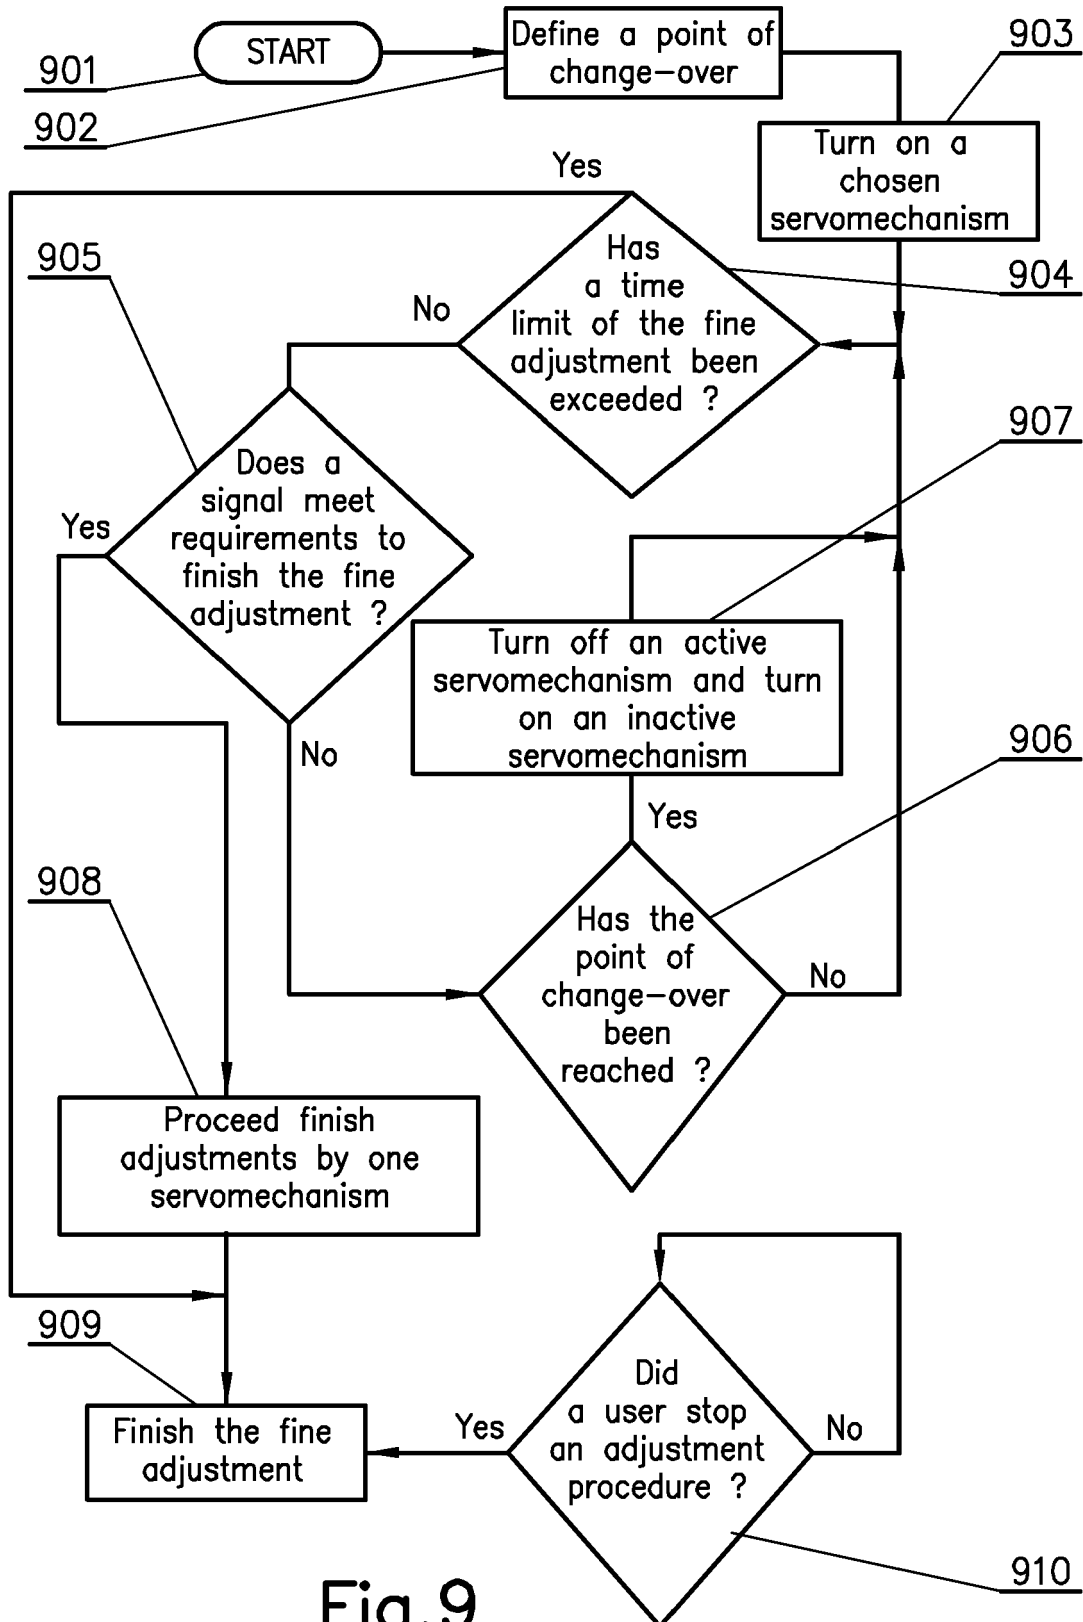 START
Define a point of
change-over
901
902
903
Turn on a
chosen
servomechanism
Yes
Has
a time
limit of the fine
adjustment been
exceeded ?
904
905
No
Does a
signal meet
requirements to
finish the fine
adjustment ?
Yes
No
907
Turn off an active
servomechanism and turn
on an inactive
servomechanism
906
Yes
Has the
point of
change-over
been
reached ?
No
908
Proceed finish
adjustments by one
servomechanism
909
Finish the fine
adjustment
Yes
Did
a user stop
an adjustment
procedure ?
No
910
Fig.9